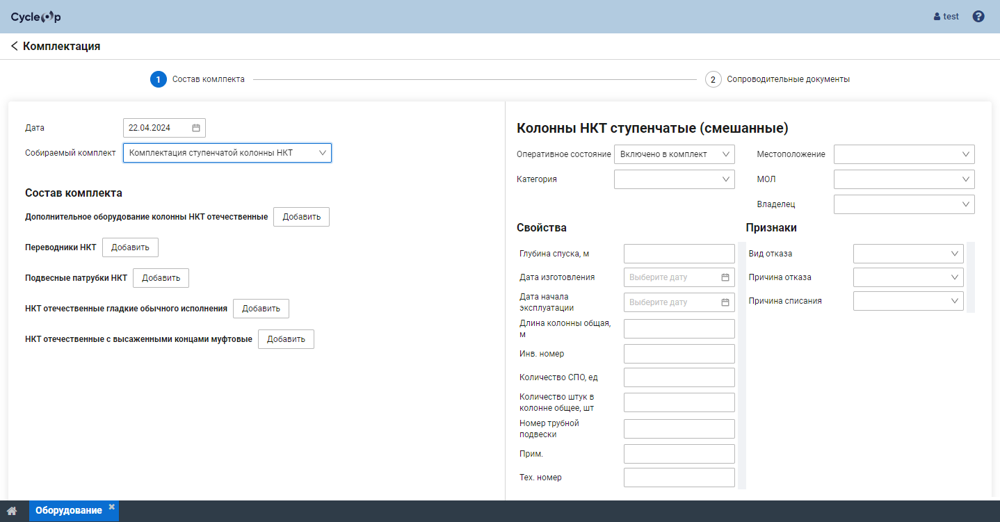 CycleOp
test
?
Комплектация
1 Состав комлпекта
2 Сопроводительные документы
Дата 22.04.2024
Собираемый комплект Комплектация ступенчатой колонны НКТ
Состав комплекта
Дополнительное оборудование колонны НКТ отечественные Добавить
Переводники НКТ Добавить
Подвесные патрубки НКТ Добавить
НКТ отечественные гладкие обычного исполнения Добавить
НКТ отечественные с высаженными концами муфтовые Добавить
Колонны НКТ ступенчатые (смешанные)
Оперативное состояние Включено в комплект
Местоположение
Категория
МОЛ
Владелец
Свойства
Глубина спуска, м
Дата изготовления Выберите дату
Дата начала
эксплуатации
Выберите дату
Длина колонны общая,
м
Инв. номер
Количество СПО, ед
Количество штук в
колонне общее, шт
Номер трубной
подвески
Прим.
Тех. номер
Признаки
Вид отказа
Причина отказа
Причина списания
Оборудование